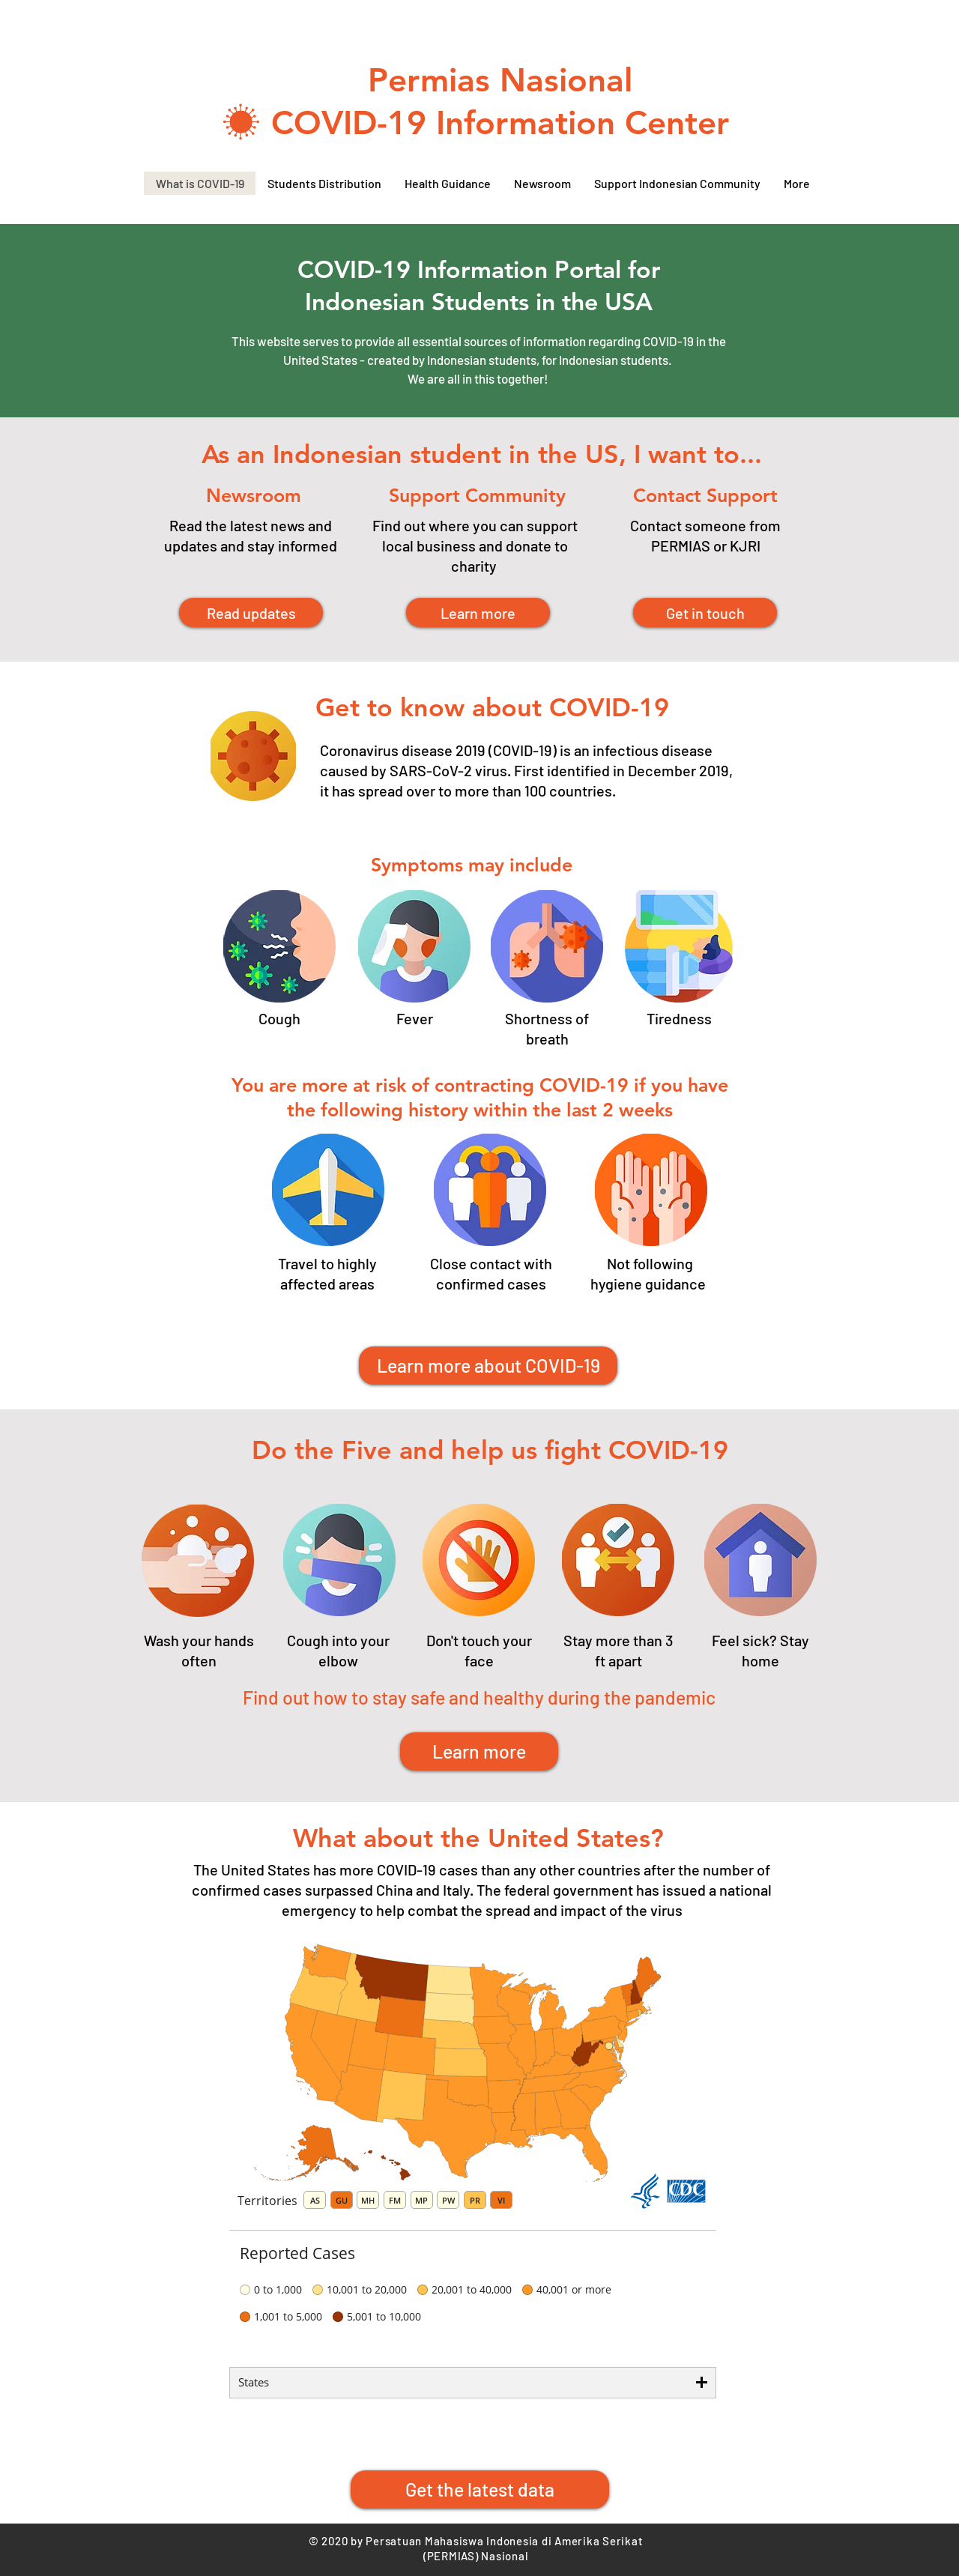 Permias Nasional
COVID-19 Information Center
What is COVID-19 Students Distribution Health Guidance Newsroom Support Indonesian Community More
COVID-19 Information Portal for
Indonesian Students in the USA
This website serves to provide all essential sources of information regarding COVID-19 in the
United States - created by Indonesian students, for Indonesian students.
We are all in this together!
As an Indonesian student in the US, I want to...
Newsroom
Read the latest news and
updates and stay informed
Read updates
Support Community
Find out where you can support
local business and donate to
charity
Learn more
Contact Support
Contact someone from
PERMIAS or KJRI
Get in touch
Get to know about COVID-19
Coronavirus disease 2019 (COVID-19) is an infectious disease
caused by SARS-CoV-2 virus. First identified in December 2019,
it has spread over to more than 100 countries.
Symptoms may include
Cough
Fever
Shortness of
breath
Tiredness
You are more at risk of contracting COVID-19 if you have
the following history within the last 2 weeks
Travel to highly
affected areas
Close contact with
confirmed cases
Not following
hygiene guidance
Learn more about COVID-19
Do the Five and help us fight COVID-19
Wash your hands
often
Cough into your
elbow
Don't touch your
face
Stay more than 3
ft apart
Feel sick? Stay
home
Find out how to stay safe and healthy during the pandemic
Learn more
What about the United States?
The United States has more COVID-19 cases than any other countries after the number of
confirmed cases surpassed China and Italy. The federal government has issued a national
emergency to help combat the spread and impact of the virus
Territories AS GU MH FM MP PW PR VI
CDC
Reported Cases
0 to 1,000 10,001 to 20,000 20,001 to 40,000 40,001 or more
1,001 to 5,000 5,001 to 10,000
States +
Get the latest data
© 2020 by Persatuan Mahasiswa Indonesia di Amerika Serikat
(PERMIAS) Nasional